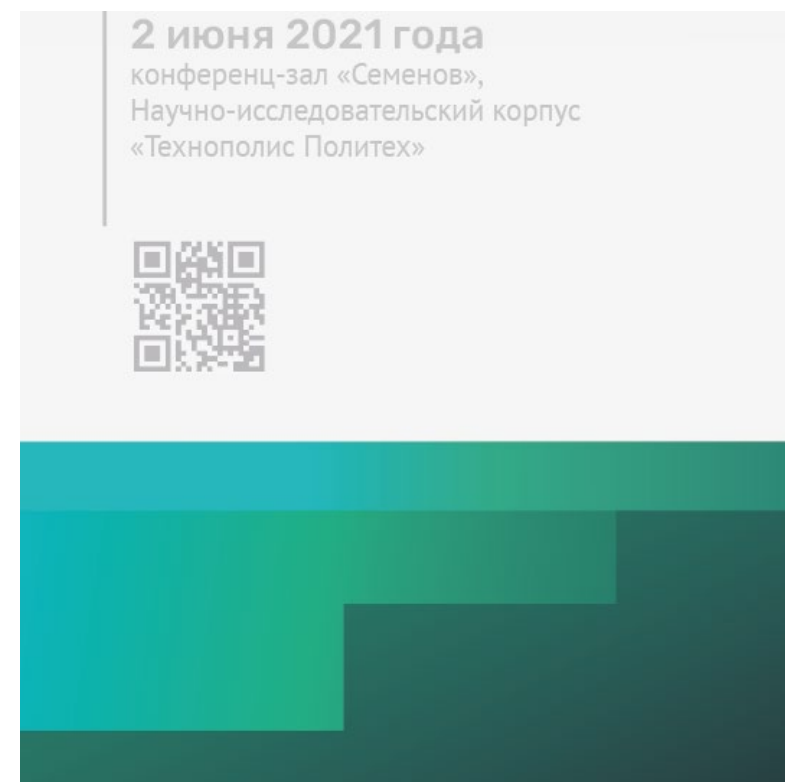 2 июня 2021 года
конференц-зал «Семенов»,
Научно-исследовательский корпус
«Технополис Политех»